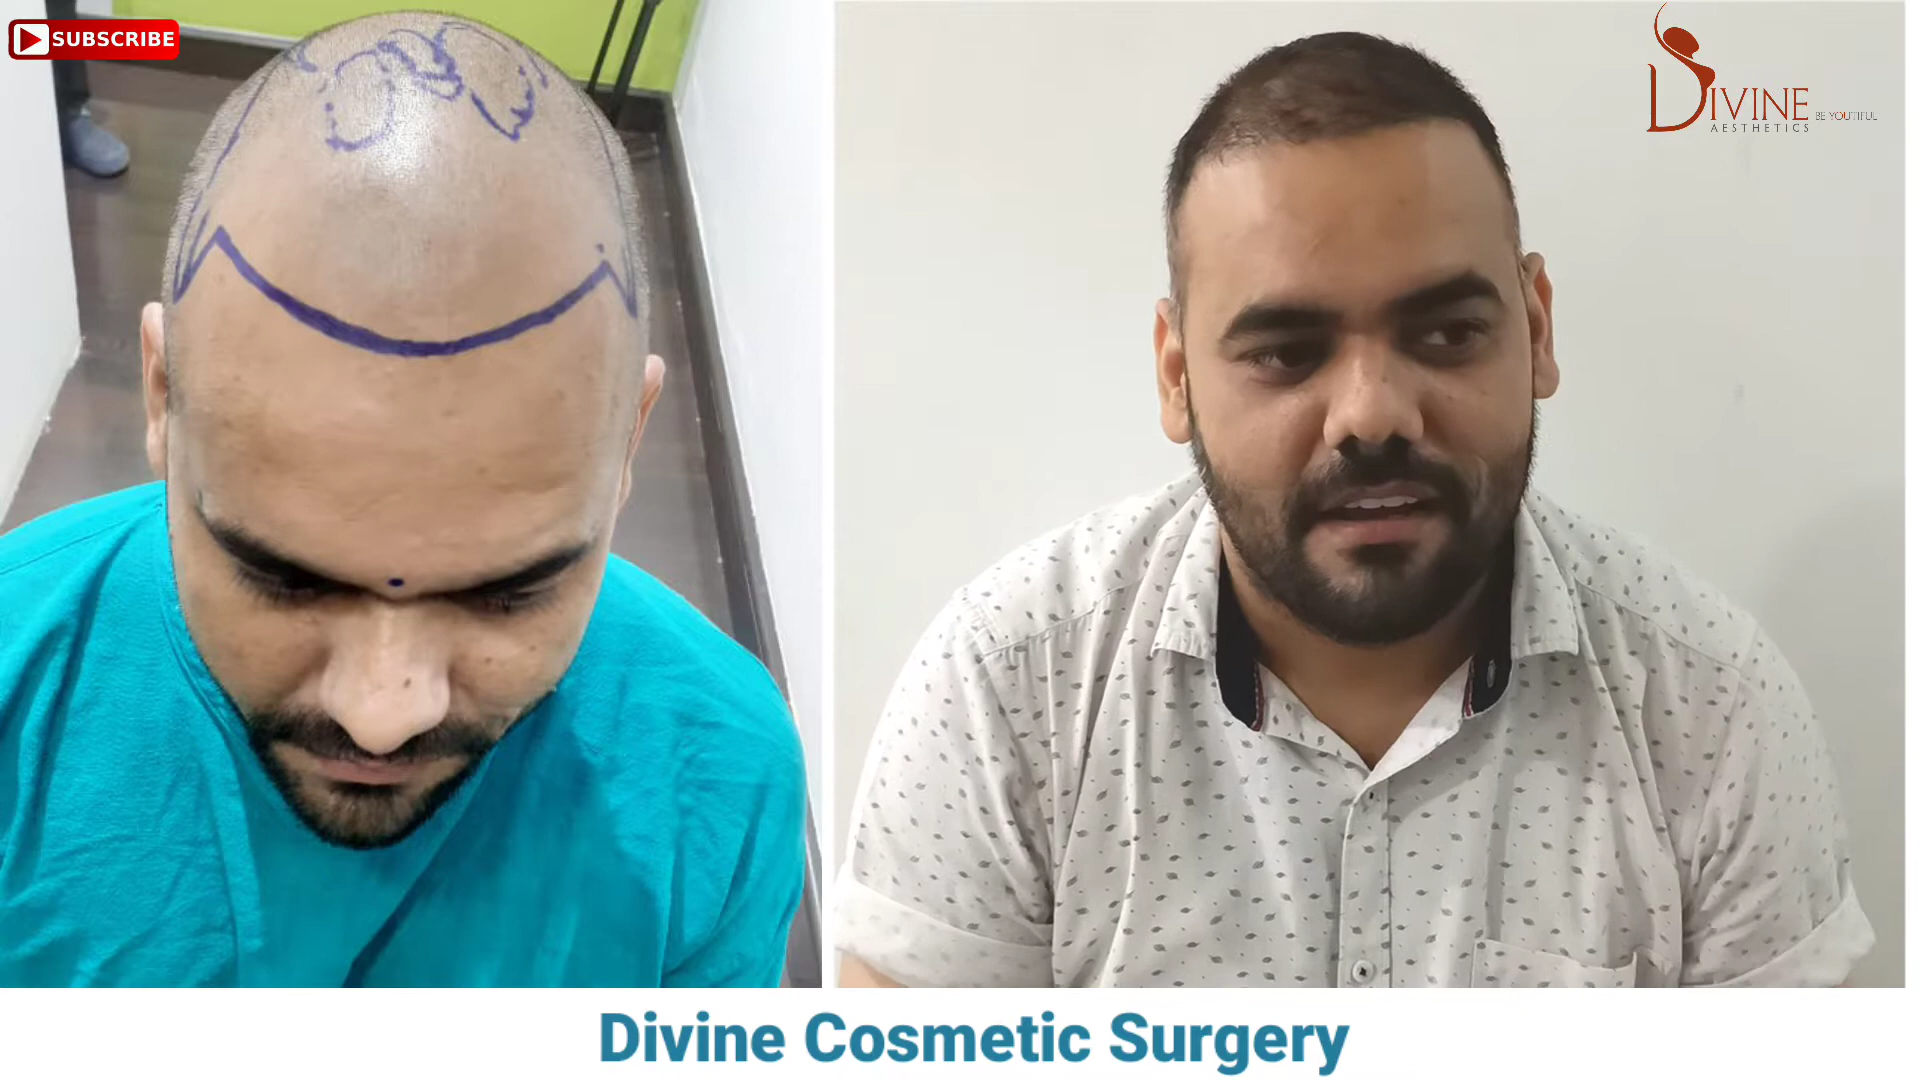 SUBSCRIBE
DIVINE
AESTHETICS
BE YOUTIFUL
Divine Cosmetic Surgery